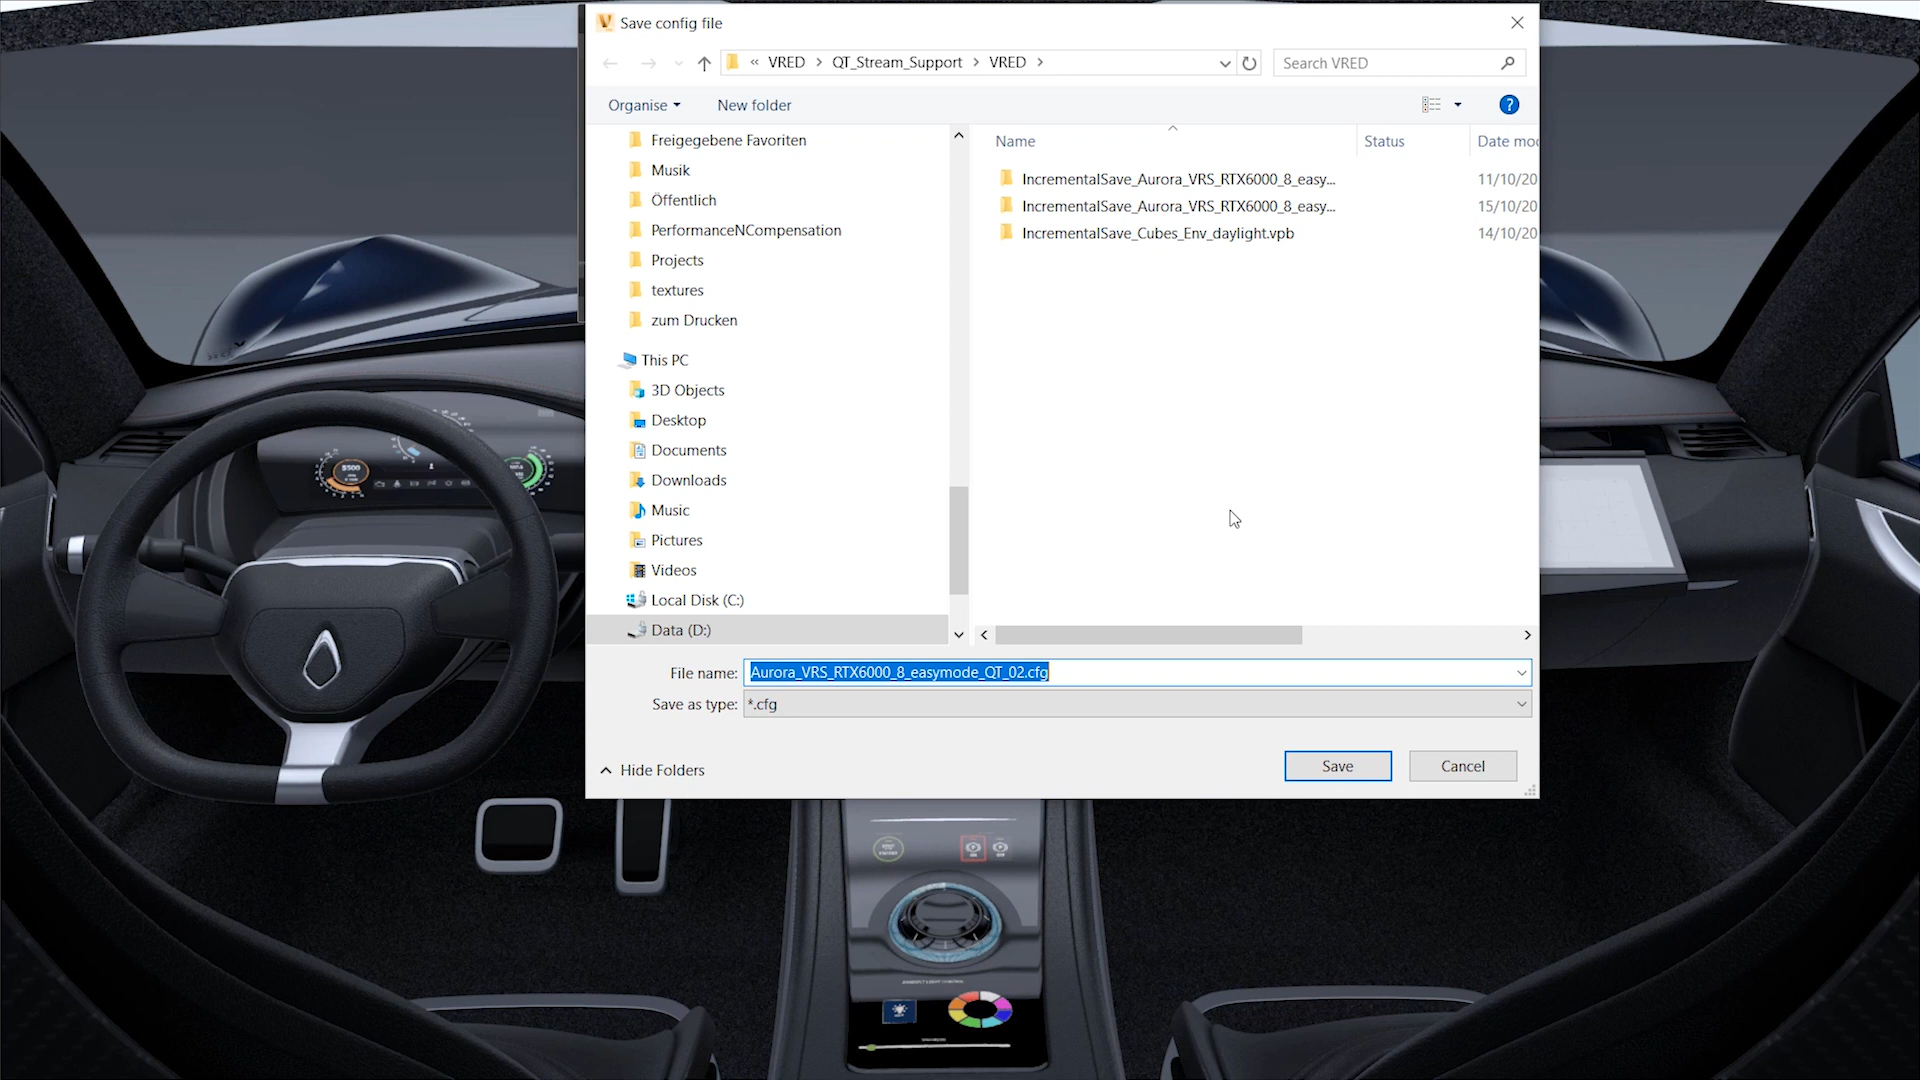 Save config file
« VRED > QT_Stream_Support > VRED >
Search VRED
Organise
New folder
?
Freigegebene Favoriten
Musik
Öffentlich
PerformanceNCompensation
Projects
textures
zum Drucken
This PC
3D Objects
Desktop
Documents
Downloads
Music
Pictures
Videos
Local Disk (C:)
Data (D:)
Name Status Date mod
IncrementalSave_Aurora_VRS_RTX6000_8_easy... 11/10/20
IncrementalSave_Aurora_VRS_RTX6000_8_easy... 15/10/20
IncrementalSave_Cubes_Env_daylight.vpb 14/10/20
File name: Aurora_VRS_RTX6000_8_easymode_QT_02.cfg
Save as type: *.cfg
Hide Folders
Save
Cancel
5500